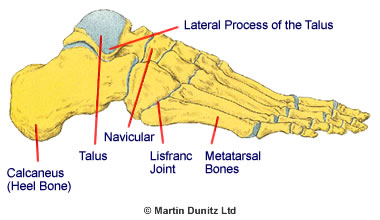 Lateral Process of the Talus
Navicular
Talus
Lisfranc
Joint
Metatarsal
Bones
Calcaneus
(Heel Bone)
© Martin Dunitz Ltd